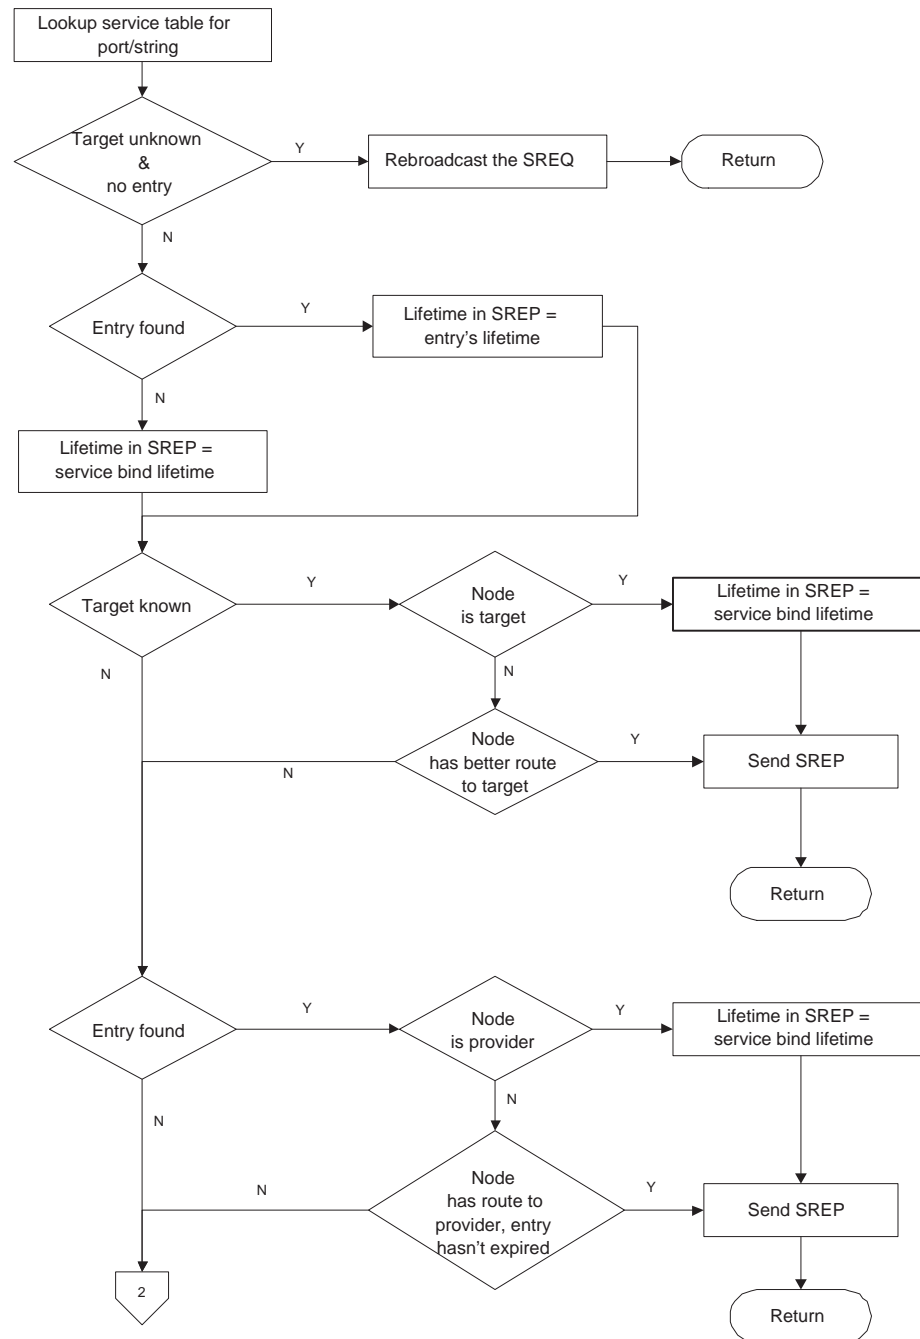 Lookup service table for
port/string
Target unknown
&
no entry
Y
Rebroadcast the SREQ
Return
N
Entry found
Y
Lifetime in SREP =
entry's lifetime
N
Lifetime in SREP =
service bind lifetime
Target known
Y
Node
is target
Y
Lifetime in SREP =
service bind lifetime
N
N
Node
has better route
to target
Y
Send SREP
N
Return
Entry found
Y
Node
is provider
Y
Lifetime in SREP =
service bind lifetime
N
N
Node
has route to
provider, entry
hasn't expired
Y
Send SREP
N
2
Return